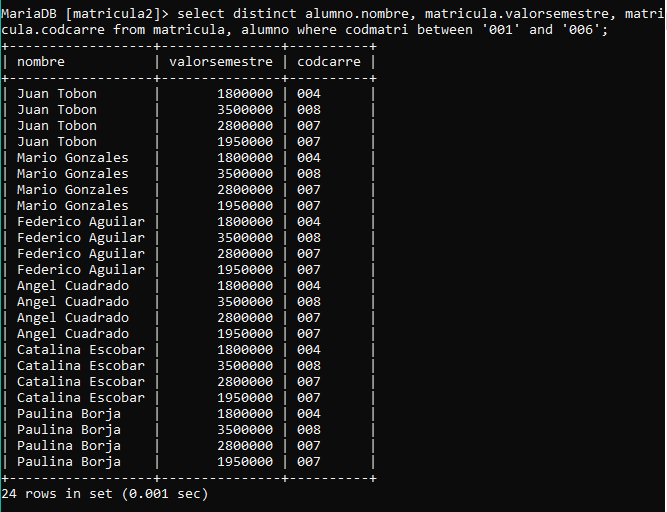 MariaDB [matricula2]> select distinct alumno.nombre, matricula.valorsemestre, matri
cula.codcarre from matricula, alumno where codmatri between '001' and '006';
+------------------+---------------+----------+
| nombre           | valorsemestre | codcarre |
+------------------+---------------+----------+
| Juan Tobon       |       1800000 | 004      |
| Juan Tobon       |       3500000 | 008      |
| Juan Tobon       |       2800000 | 007      |
| Juan Tobon       |       1950000 | 007      |
| Mario Gonzales   |       1800000 | 004      |
| Mario Gonzales   |       3500000 | 008      |
| Mario Gonzales   |       2800000 | 007      |
| Mario Gonzales   |       1950000 | 007      |
| Federico Aguilar |       1800000 | 004      |
| Federico Aguilar |       3500000 | 008      |
| Federico Aguilar |       2800000 | 007      |
| Federico Aguilar |       1950000 | 007      |
| Angel Cuadrado   |       1800000 | 004      |
| Angel Cuadrado   |       3500000 | 008      |
| Angel Cuadrado   |       2800000 | 007      |
| Angel Cuadrado   |       1950000 | 007      |
| Catalina Escobar |       1800000 | 004      |
| Catalina Escobar |       3500000 | 008      |
| Catalina Escobar |       2800000 | 007      |
| Catalina Escobar |       1950000 | 007      |
| Paulina Borja    |       1800000 | 004      |
| Paulina Borja    |       3500000 | 008      |
| Paulina Borja    |       2800000 | 007      |
| Paulina Borja    |       1950000 | 007      |
+------------------+---------------+----------+
24 rows in set (0.001 sec)